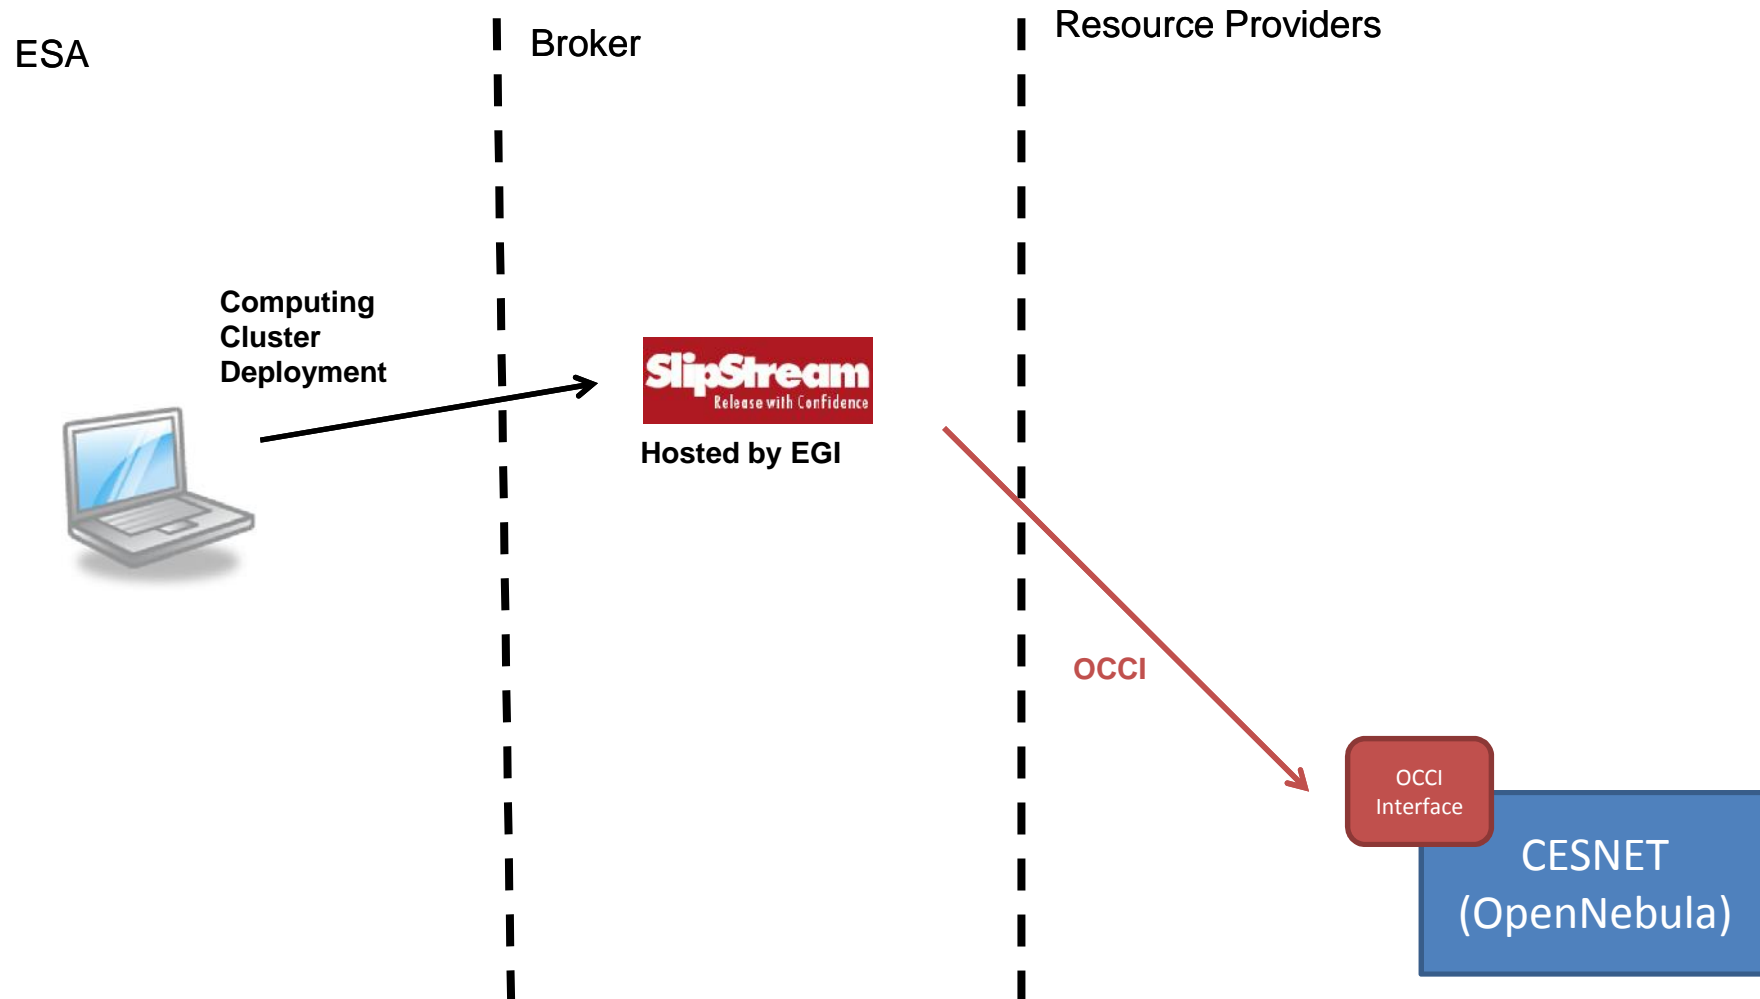 ESA
Broker
Resource Providers
Computing
Cluster
Deployment
SlipStream
Release with Confidence
Hosted by EGI
OCCI
OCCI
Interface
CESNET
(OpenNebula)